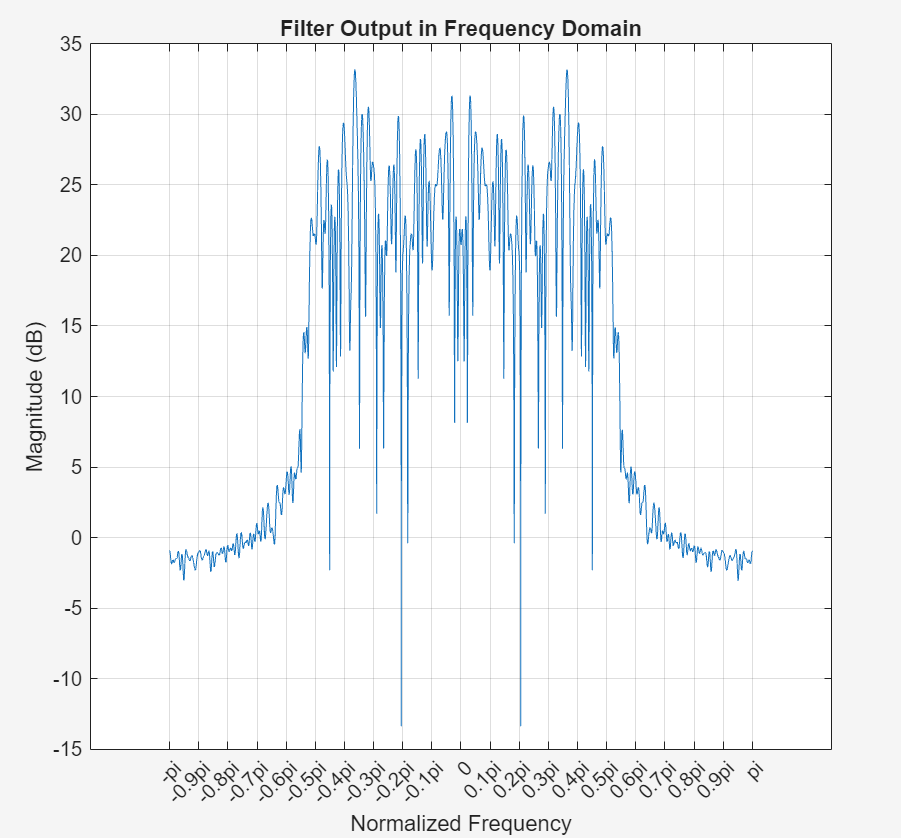 Filter Output in Frequency Domain
35
30
25
20
15
10
5
0
-5
-10
-15
Magnitude (dB)
-pi
-0.9pi
-0.8pi
-0.7pi
-0.6pi
-0.5pi
-0.4pi
-0.3pi
-0.2pi
-0.1pi
0
0.1pi
0.2pi
0.3pi
0.4pi
0.5pi
0.6pi
0.7pi
0.8pi
0.9pi
pi
Normalized Frequency